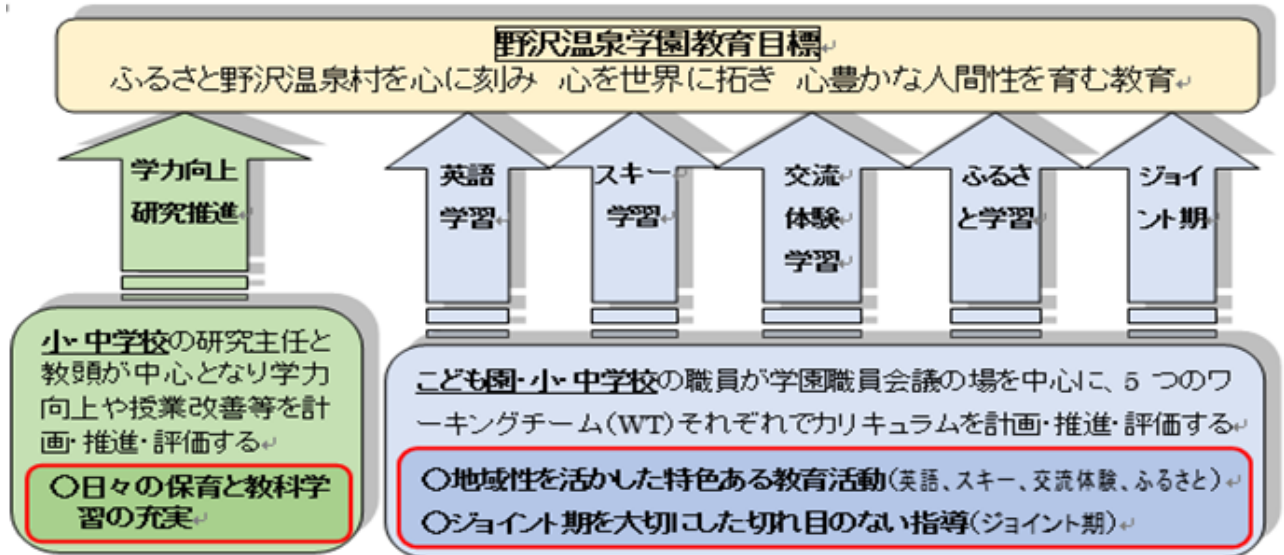 野沢温泉学園教育目標
ふるさと野沢温泉村を心に刻み 心を世界に拓き 心豊かな人間性を育む教育
学力向上
研究推進
英語
学習
スキー
学習
交流
体験
学習
ふるさ
と学習
ジョイ
ント期
小・中学校の研究主任と
教頭が中心となり学力
向上や授業改善等を計
画・推進・評価する
〇日々の保育と教科学
習の充実
こども園・小・中学校の職員が学園職員会議の場を中心に、5 つのワ
ーキングチーム(WT)それぞれでカリキュラムを計画・推進・評価する
〇地域性を活かした特色ある教育活動(英語、スキー、交流体験、ふるさと)
〇ジョイント期を大切にした切れ目のない指導(ジョイント期)